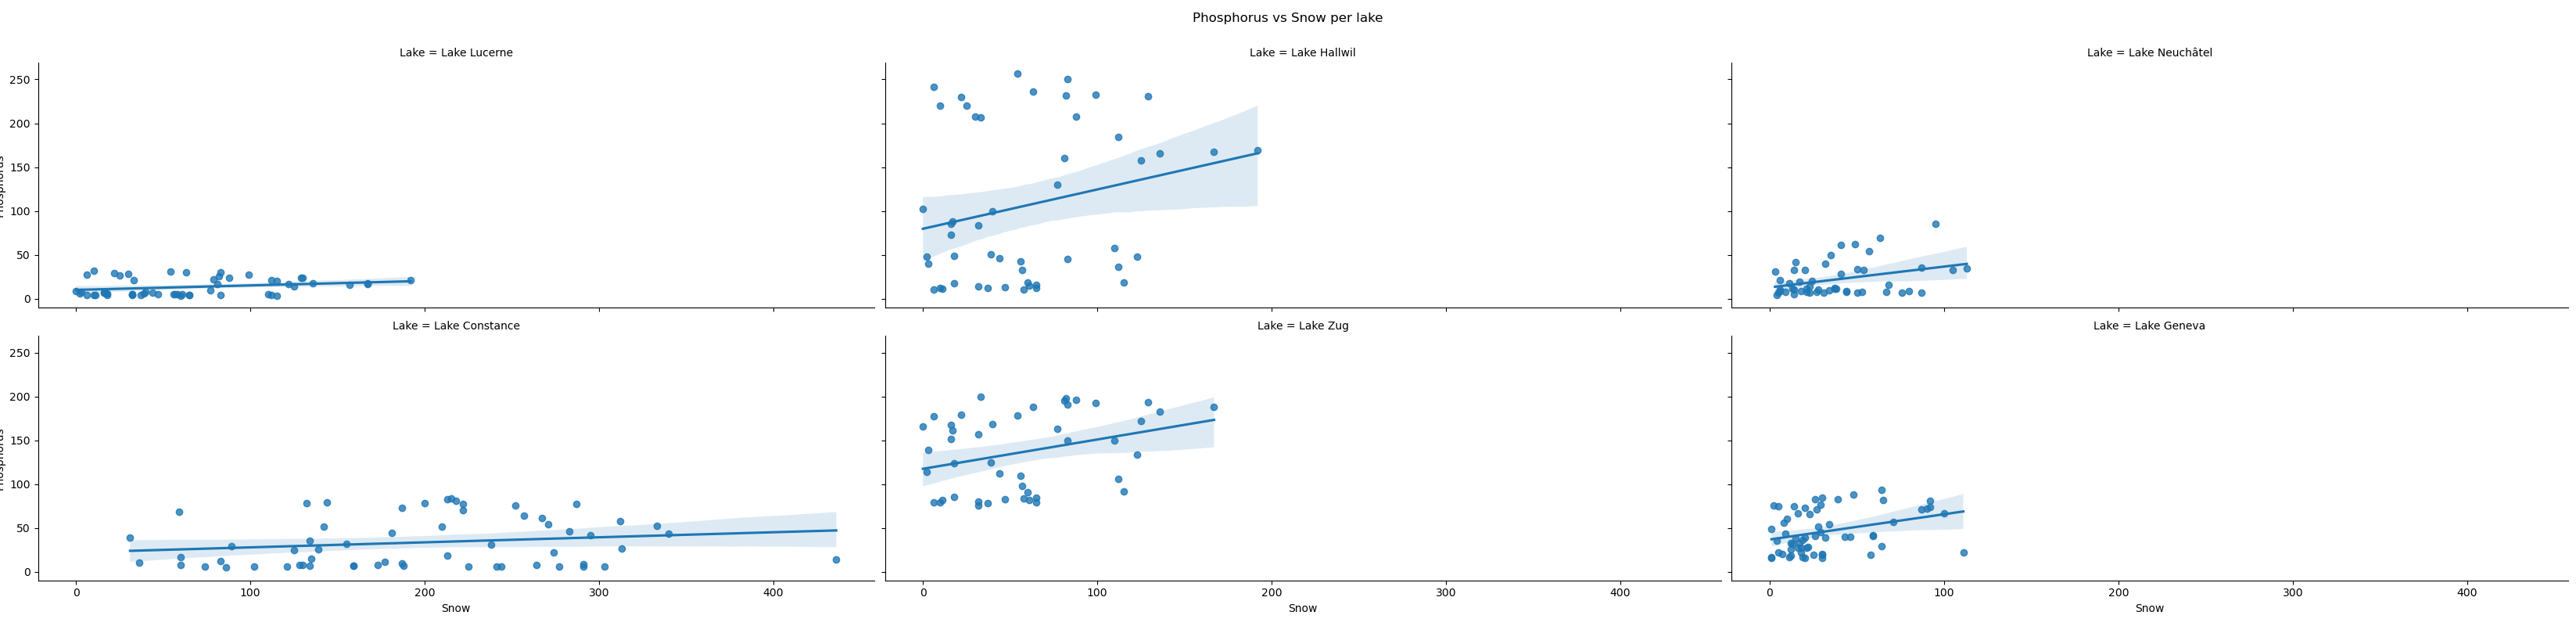 Phosphorus vs Snow per lake
Lake = Lake Lucerne
Lake = Lake Hallwil
Lake = Lake Neuchâtel
250
200
150
100
50
0
Lake = Lake Constance
Lake = Lake Zug
Lake = Lake Geneva
250
200
150
100
50
0
0 100 200 300 400
0 100 200 300 400
0 100 200 300 400
Snow
Snow
Snow